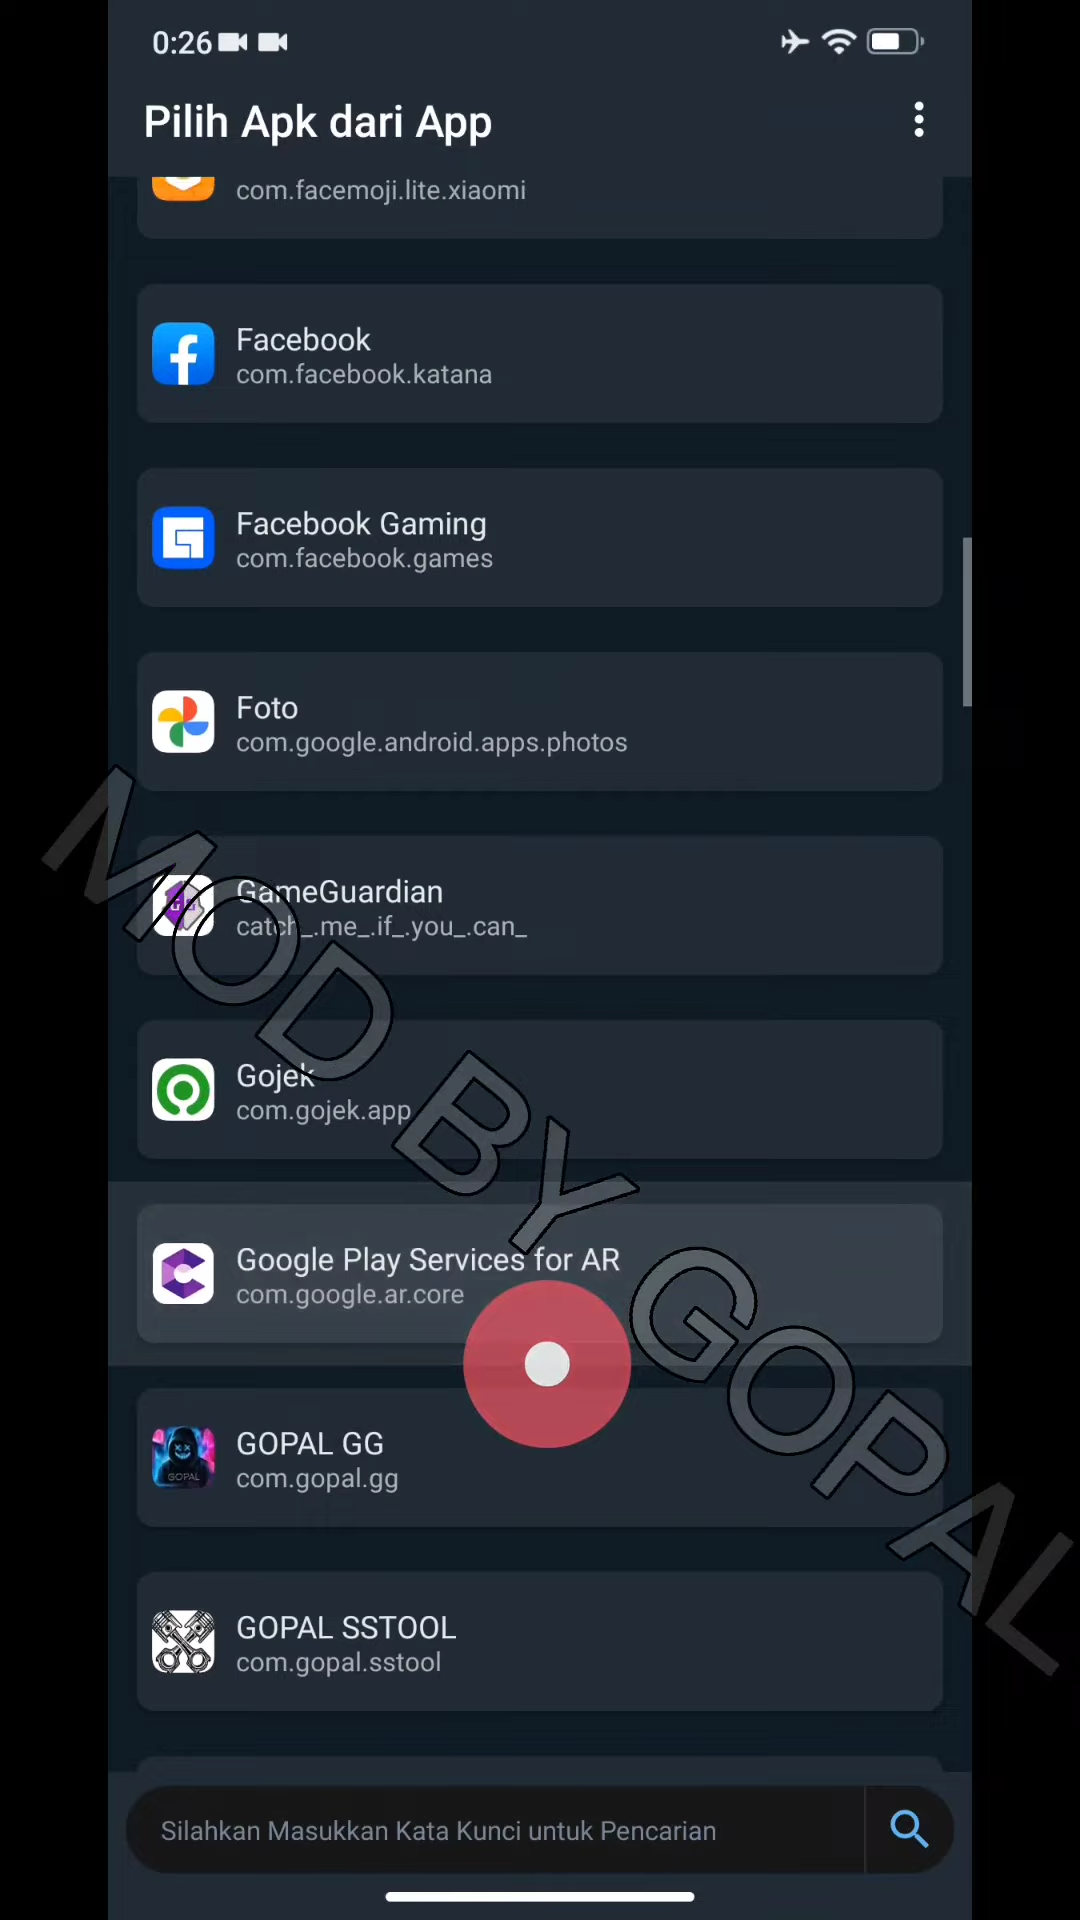 0:26
Pilih Apk dari App
com.facemoji.lite.xiaomi
Facebook
com.facebook.katana
Facebook Gaming
com.facebook.games
Foto
com.google.android.apps.photos
GameGuardian
catch_.me_.if_.you_.can_
Gojek
com.gojek.app
Google Play Services for AR
com.google.ar.core
GOPAL GG
com.gopal.gg
GOPAL
GOPAL SSTOOL
com.gopal.sstool
Silahkan Masukkan Kata Kunci untuk Pencarian
MOD BY GOPAL